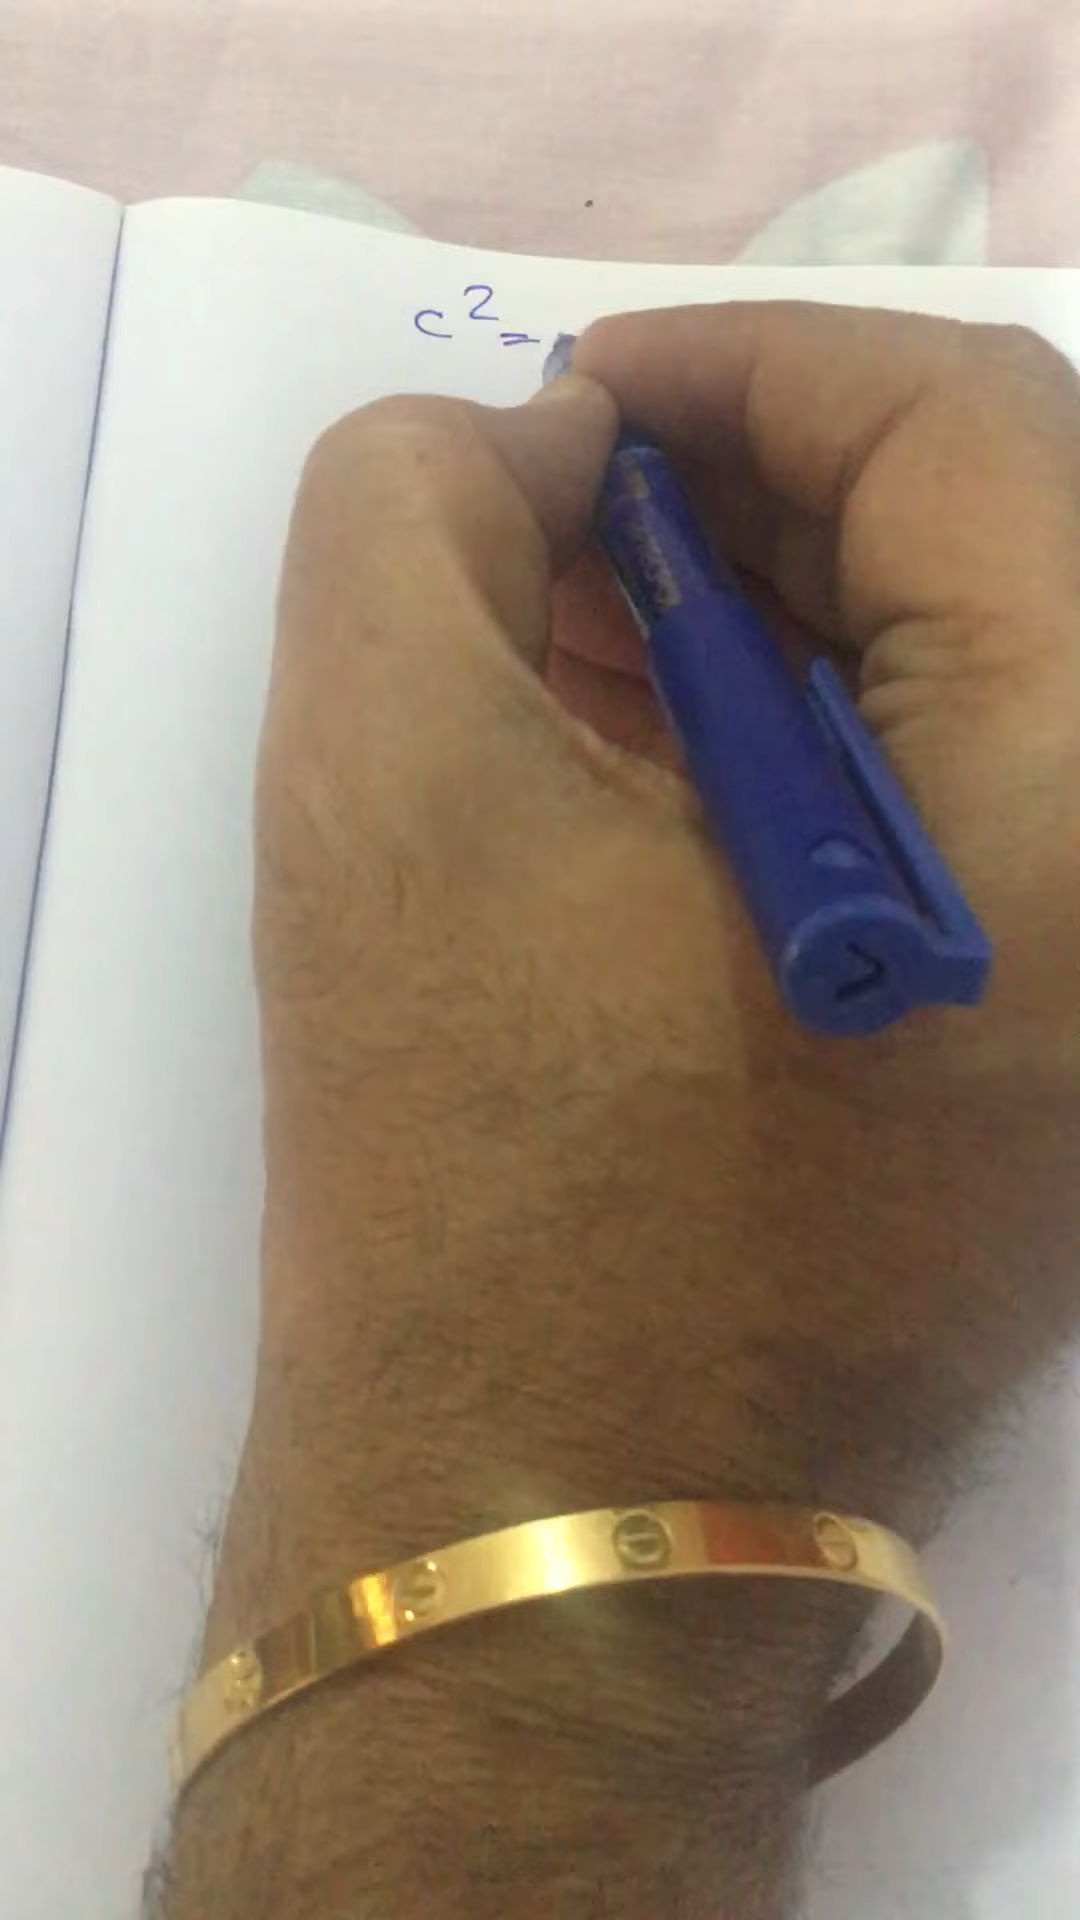 c² =